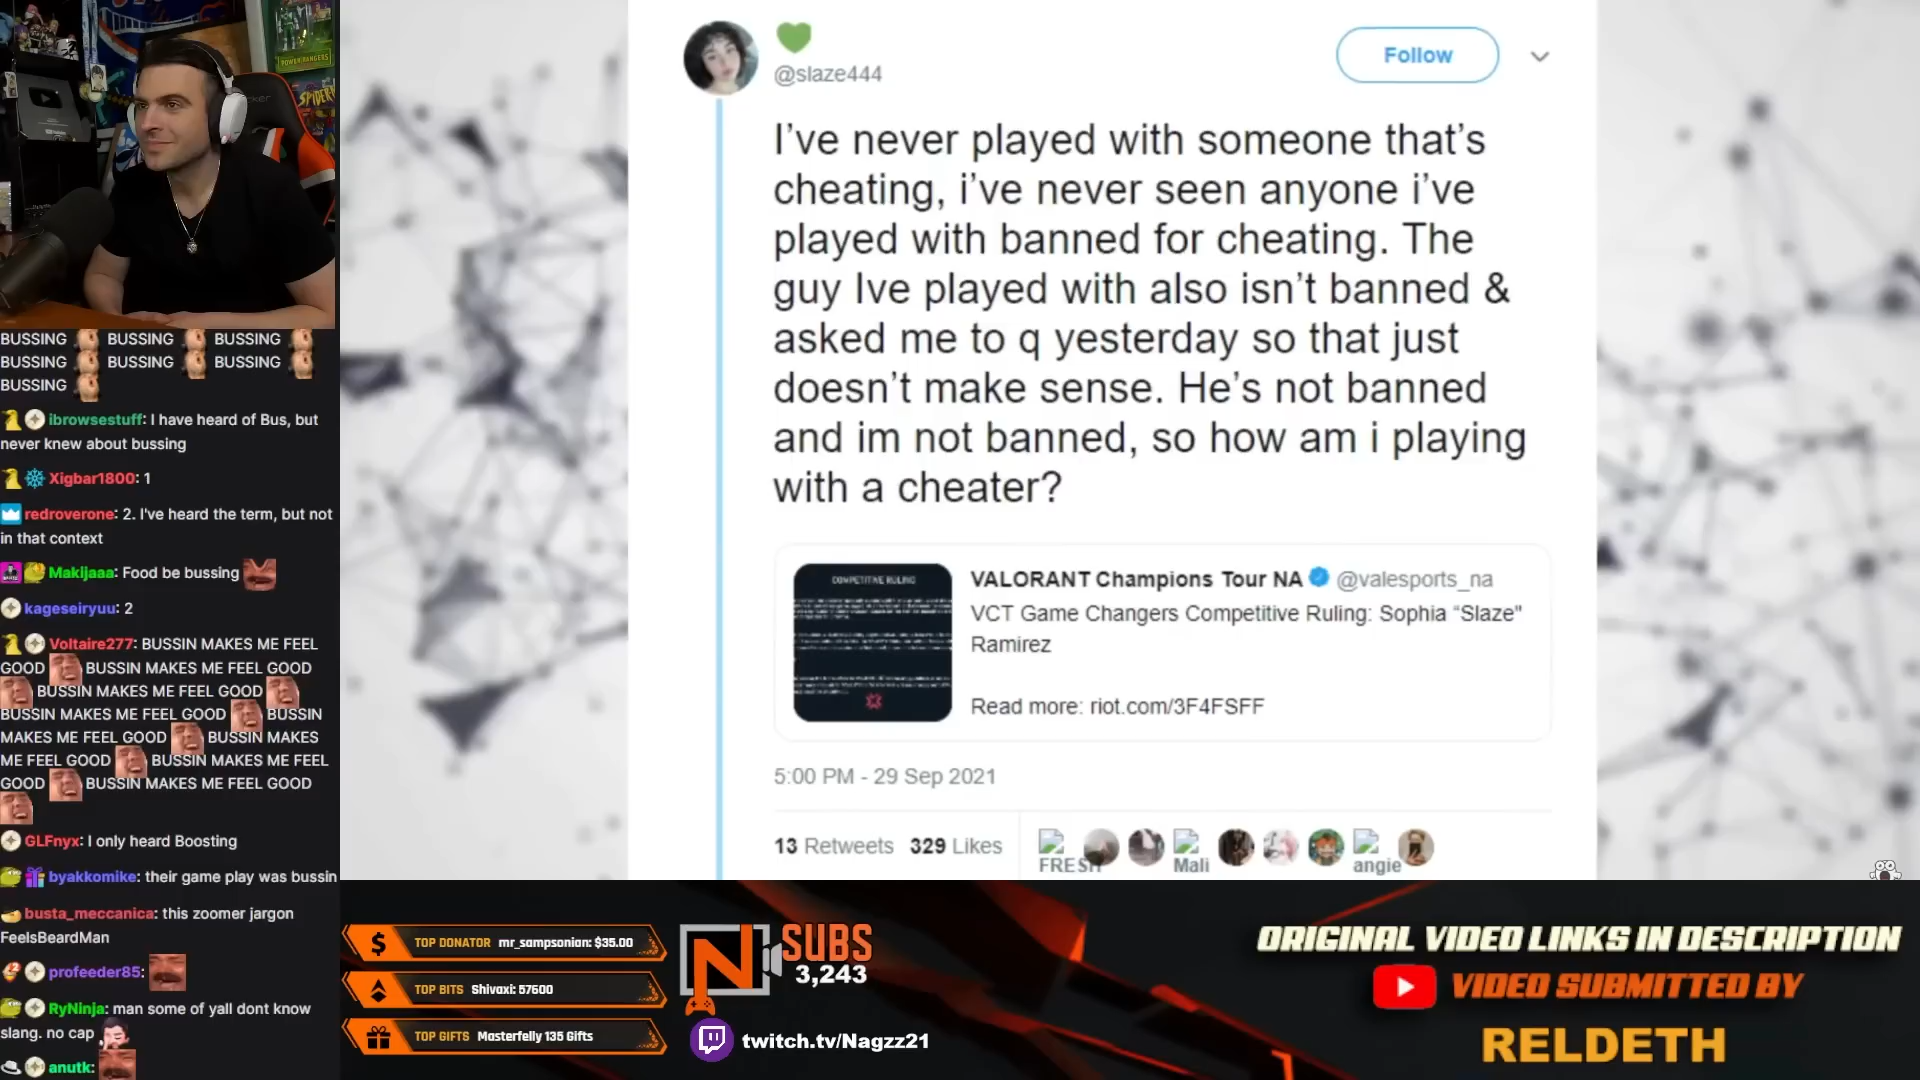 @slaze444
Follow
I've never played with someone that's
cheating, i've never seen anyone i've
played with banned for cheating. The
guy Ive played with also isn't banned &
asked me to q yesterday so that just
doesn't make sense. He's not banned
and im not banned, so how am i playing
with a cheater?
COMPETITIVE RULING
VALORANT Champions Tour NA @valesports_na
VCT Game Changers Competitive Ruling: Sophia “Slaze"
Ramirez
Read more: riot.com/3F4FSFF
5:00 PM - 29 Sep 2021
13 Retweets 329 Likes
FRESH
Mali
angie
POWER RANGERS
BUSSING BUSSING BUSSING
BUSSING BUSSING BUSSING
BUSSING
ibrowsestuff: I have heard of Bus, but
never knew about bussing
Xigbar1800: 1
redroverone: 2. I've heard the term, but not
in that context
Makijaaa: Food be bussing
kageseiryuu: 2
Voltaire277: BUSSIN MAKES ME FEEL
GOOD BUSSIN MAKES ME FEEL GOOD
BUSSIN MAKES ME FEEL GOOD
BUSSIN MAKES ME FEEL GOOD BUSSIN
MAKES ME FEEL GOOD BUSSIN MAKES
ME FEEL GOOD BUSSIN MAKES ME FEEL
GOOD BUSSIN MAKES ME FEEL GOOD
GLFnyx: I only heard Boosting
byakkomike: their game play was bussin
busta_meccanica: this zoomer jargon
FeelsBeardMan
profeeder85:
RyNinja: man some of yall dont know
slang. no cap
anutk:
$ TOP DONATOR mr_sampsonian: $35.00
TOP BITS Shivaxi: 57600
TOP GIFTS Masterfelly 135 Gifts
N SUBS
3,243
twitch.tv/Nagzz21
ORIGINAL VIDEO LINKS IN DESCRIPTION
VIDEO SUBMITTED BY
RELDETH